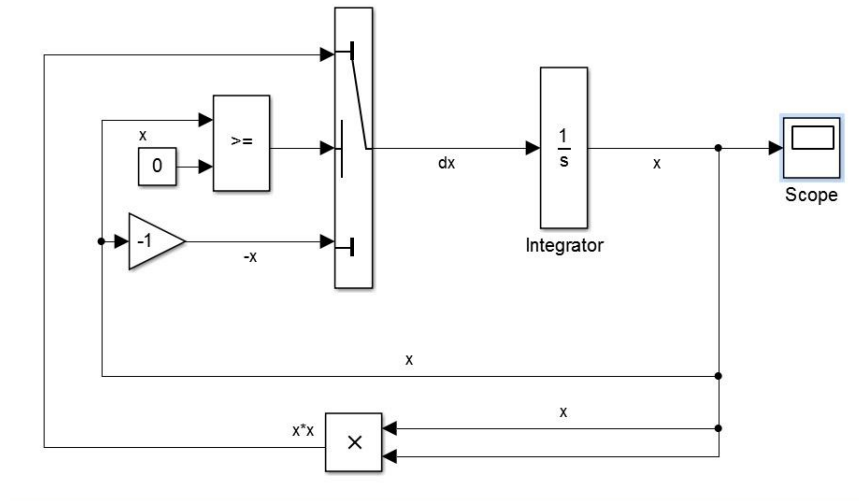 x
0
>=
-1
-x
dx
1
s
Integrator
x
Scope
x
x
x*x
×